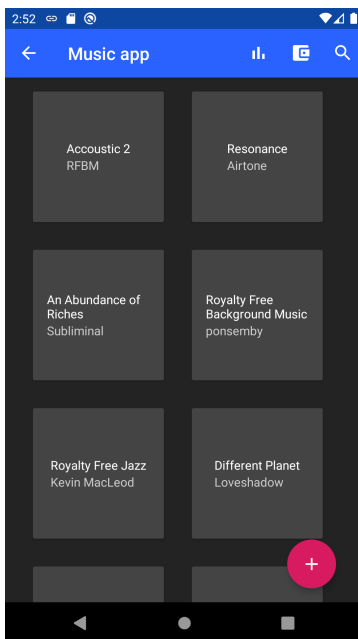 2:52
Music app
Accoustic 2
RFBM
Resonance
Airtone
An Abundance of
Riches
Subliminal
Royalty Free
Background Music
ponsemby
Royalty Free Jazz
Kevin MacLeod
Different Planet
Loveshadow
+